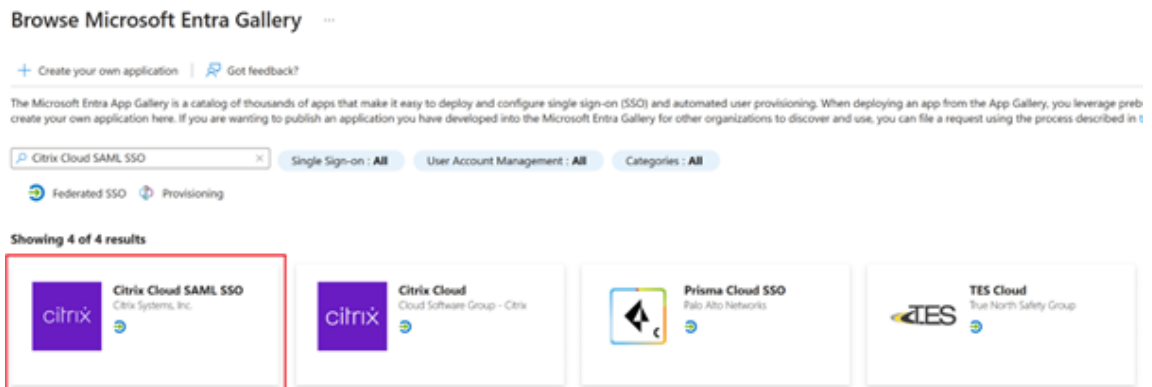 Browse Microsoft Entra Gallery ...
+ Create your own application | Got feedback?
The Microsoft Entra App Gallery is a catalog of thousands of apps that make it easy to deploy and configure single sign-on (SSO) and automated user provisioning. When deploying an app from the App Gallery, you leverage preb
create your own application here. If you are wanting to publish an application you have developed into the Microsoft Entra Gallery for other organizations to discover and use, you can file a request using the process described in t
Citrix Cloud SAML SSO × Single Sign-on : All User Account Management : All Categories : All
Federated SSO Provisioning
Showing 4 of 4 results
citrix
Citrix Cloud SAML SSO
Citrix Systems, Inc.
citrix
Citrix Cloud
Cloud Software Group - Citrix
C
Prisma Cloud SSO
Palo Alto Networks
TES
TES Cloud
True North Safety Group